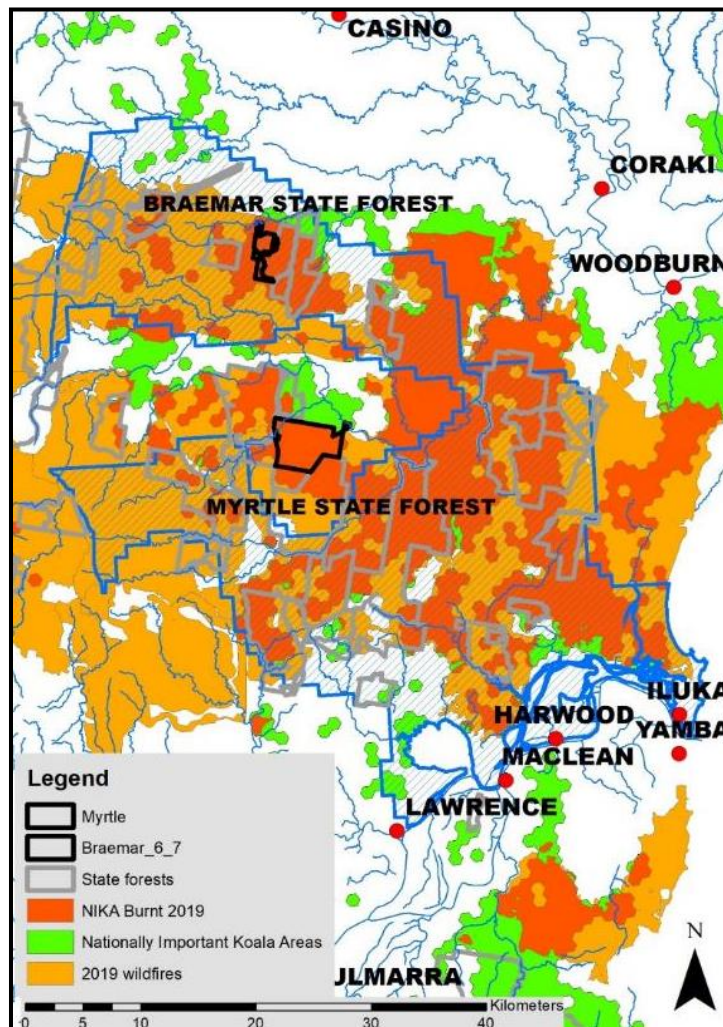 CASINO
CORAKI
BRAEMAR STATE FOREST
WOODBURN
MYRTLE STATE FOREST
ILUKA
HARWOOD
YAMBA
MACLEAN
LAWRENCE
Legend
Myrtle
Braemar_6_7
State forests
NIKA Burnt 2019
Nationally Important Koala Areas
2019 wildfires
ULMARRA
N
Kilometers
0 5 10 20 30 40